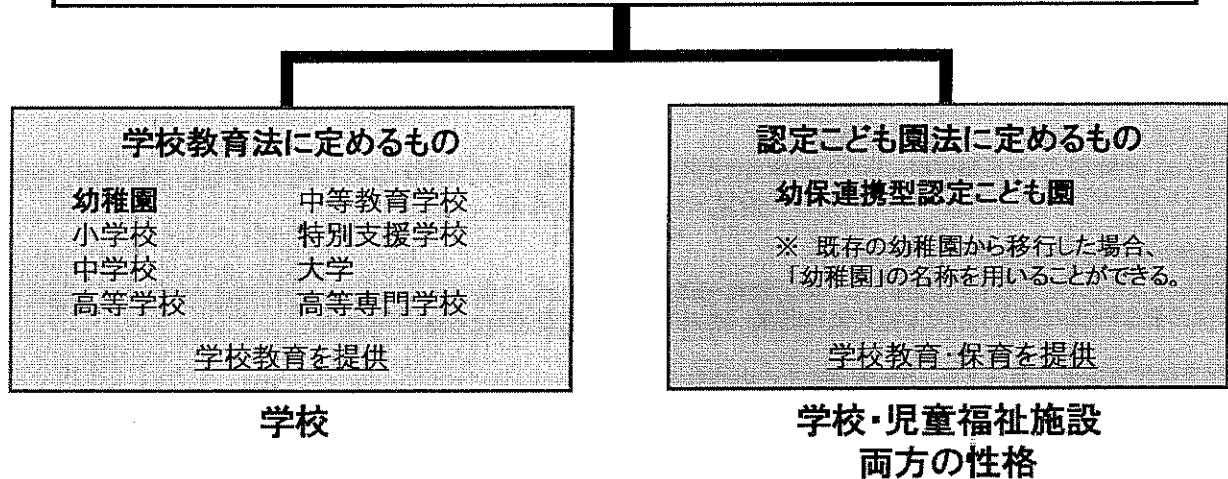 学校教育法に定めるもの
幼稚園 中等教育学校
小学校 特別支援学校
中学校 大学
高等学校 高等専門学校
学校教育を提供
学校
認定こども園法に定めるもの
幼保連携型認定こども園
※ 既存の幼稚園から移行した場合、
「幼稚園」の名称を用いることができる。
学校教育・保育を提供
学校・児童福祉施設
両方の性格